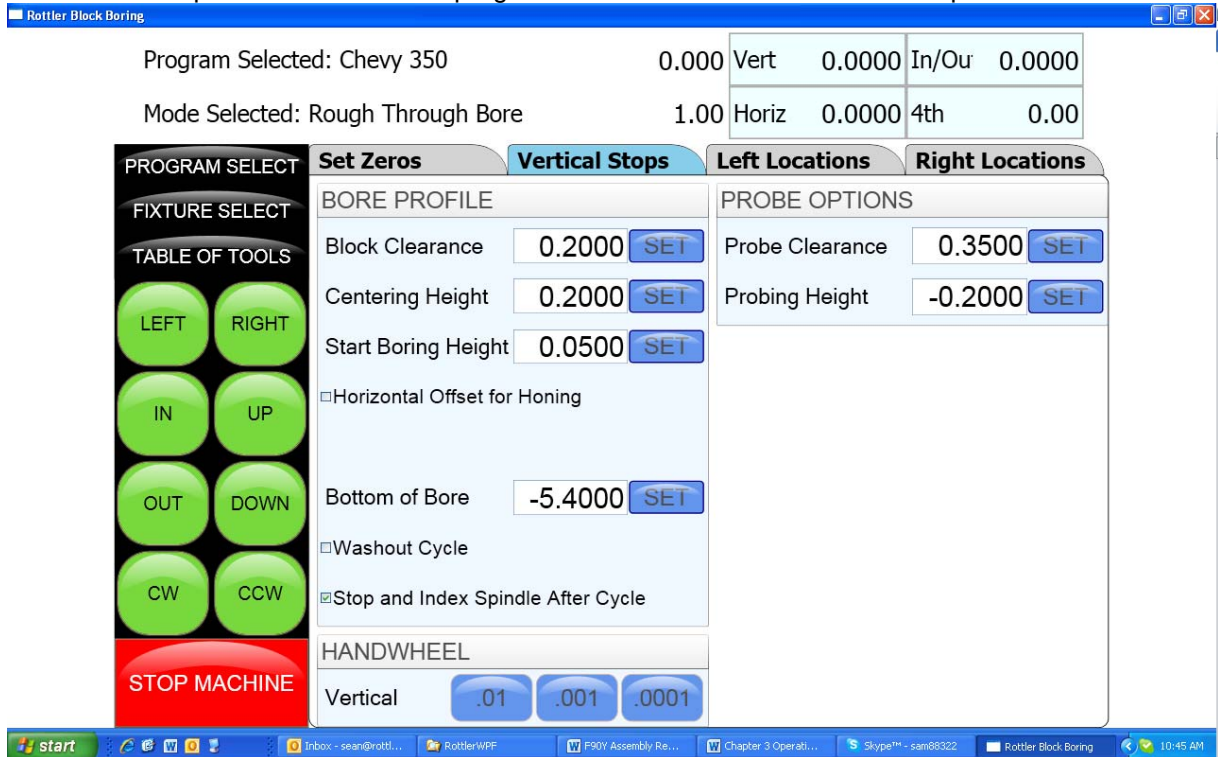 Rottler Block Boring
Program Selected: Chevy 350 0.000 Vert 0.0000 In/Ou 0.0000
Mode Selected: Rough Through Bore 1.00 Horiz 0.0000 4th 0.00
PROGRAM SELECT
FIXTURE SELECT
TABLE OF TOOLS
LEFT RIGHT
IN UP
OUT DOWN
CW CCW
STOP MACHINE
Set Zeros Vertical Stops Left Locations Right Locations
BORE PROFILE
Block Clearance 0.2000 SET
Centering Height 0.2000 SET
Start Boring Height 0.0500 SET
Horizontal Offset for Honing
Bottom of Bore -5.4000 SET
Washout Cycle
Stop and Index Spindle After Cycle
HANDWHEEL
Vertical .01 .001 .0001
PROBE OPTIONS
Probe Clearance 0.3500 SET
Probing Height -0.2000 SET
start Inbox - sean@rottl... RottlerWPF F90Y Assembly Re... Chapter 3 Operati... Skype™ - sam88322 Rottler Block Boring 10:45 AM